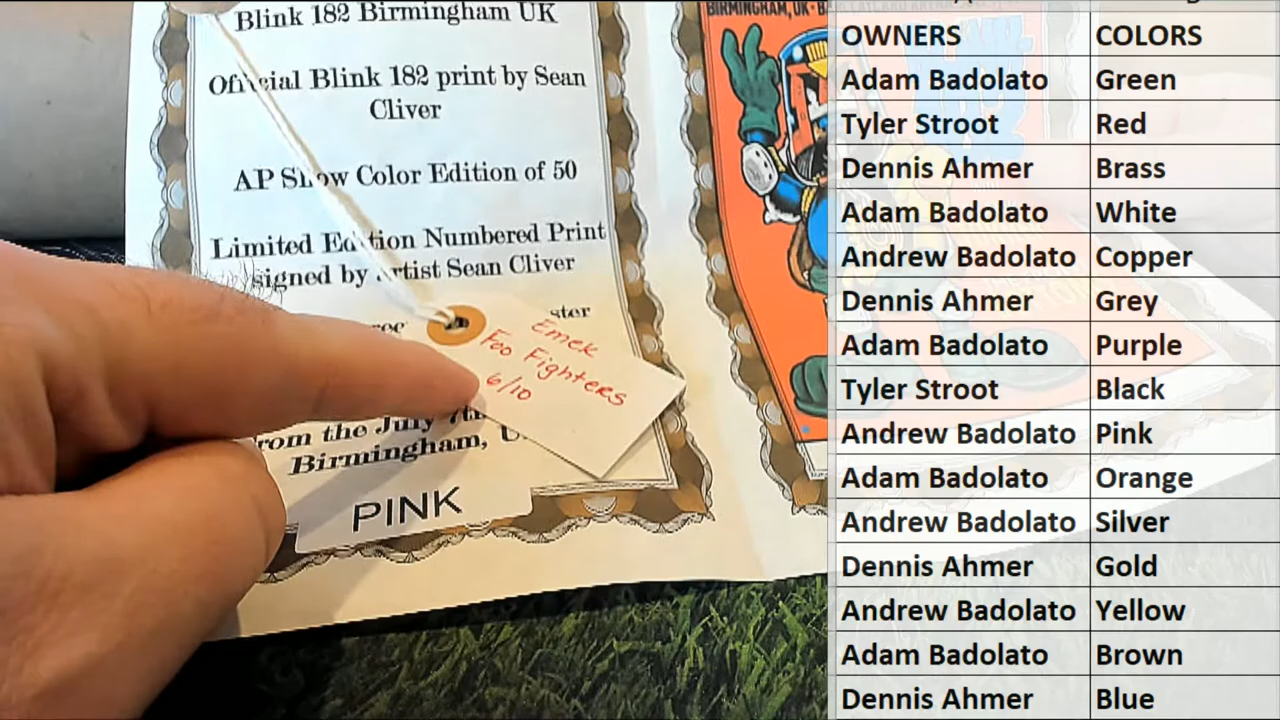 Blink 182 Birmingham UK
Official Blink 182 print by Sean
Cliver
AP Show Color Edition of 50
Limited Edition Numbered Print
signed by Artist Sean Cliver
Emek
Foo Fighters
6/10
from the July 7th
Birmingham, U
PINK
BIRMINGHAM, UK
OWNERS COLORS
Adam Badolato Green
Tyler Stroot Red
Dennis Ahmer Brass
Adam Badolato White
Andrew Badolato Copper
Dennis Ahmer Grey
Adam Badolato Purple
Tyler Stroot Black
Andrew Badolato Pink
Adam Badolato Orange
Andrew Badolato Silver
Dennis Ahmer Gold
Andrew Badolato Yellow
Adam Badolato Brown
Dennis Ahmer Blue